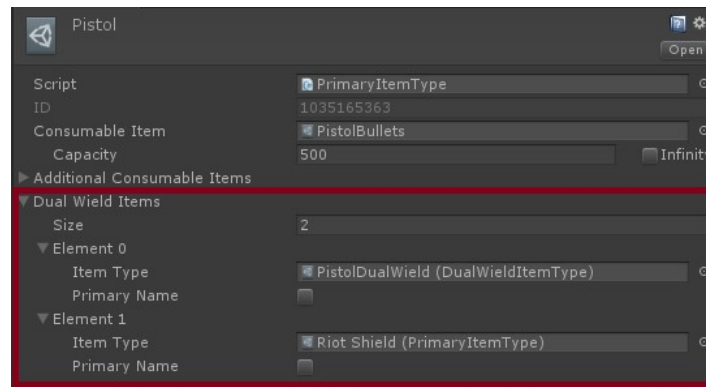 Pistol
Open
Script PrimaryItemType
ID 1035165363
Consumable Item PistolBullets
Capacity 500 Infinity
Additional Consumable Items
Dual Wield Items
Size 2
Element 0
Item Type PistolDualWield (DualWieldItemType)
Primary Name
Element 1
Item Type Riot Shield (PrimaryItemType)
Primary Name